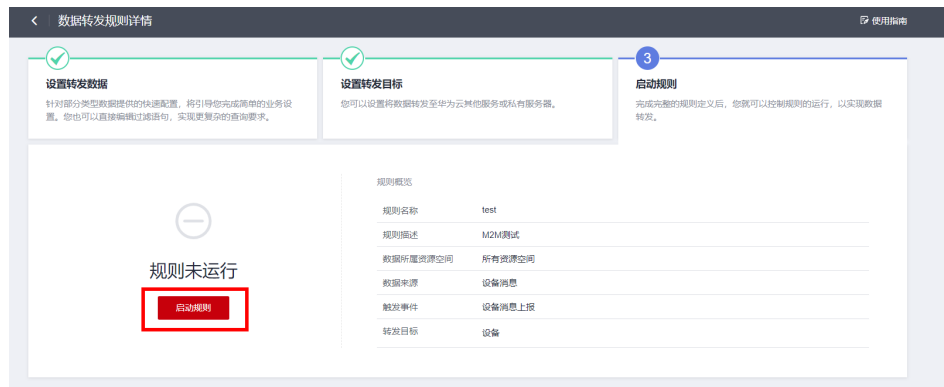 数据转发规则详情
使用指南
设置转发数据
针对部分类型数据提供的快速配置，将引导您完成简单的业务设
置。您也可以直接编辑过滤语句，实现更复杂的查询要求。
设置转发目标
您可以设置将数据转发至华为云其他服务或私有服务器。
3
启动规则
完成完整的规则定义后，您就可以控制规则的运行，以实现数据
转发。
规则未运行
启动规则
规则概览
规则名称 test
规则描述 M2M测试
数据所属资源空间 所有资源空间
数据来源 设备消息
触发事件 设备消息上报
转发目标 设备